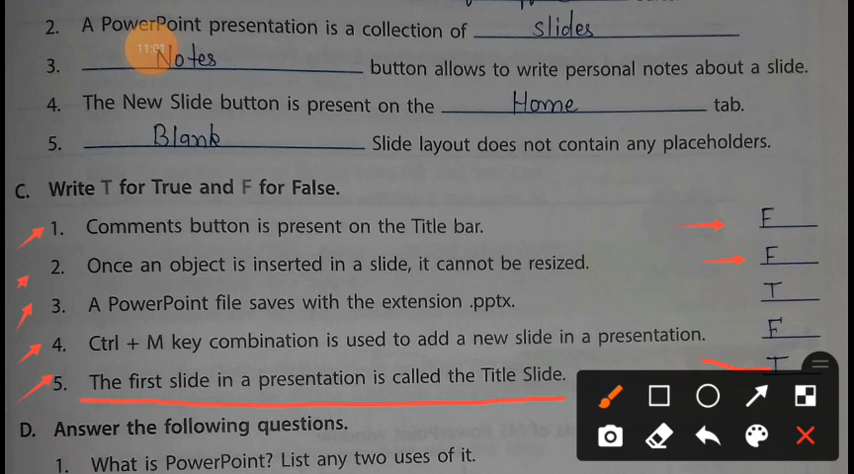 2. A PowerPoint presentation is a collection of slides
11:01
3. Notes button allows to write personal notes about a slide.
4. The New Slide button is present on the Home tab.
5. Blank Slide layout does not contain any placeholders.
C. Write T for True and F for False.
1. Comments button is present on the Title bar. F
2. Once an object is inserted in a slide, it cannot be resized. F
3. A PowerPoint file saves with the extension .pptx. T
4. Ctrl + M key combination is used to add a new slide in a presentation. F
5. The first slide in a presentation is called the Title Slide. T
D. Answer the following questions.
1. What is PowerPoint? List any two uses of it.